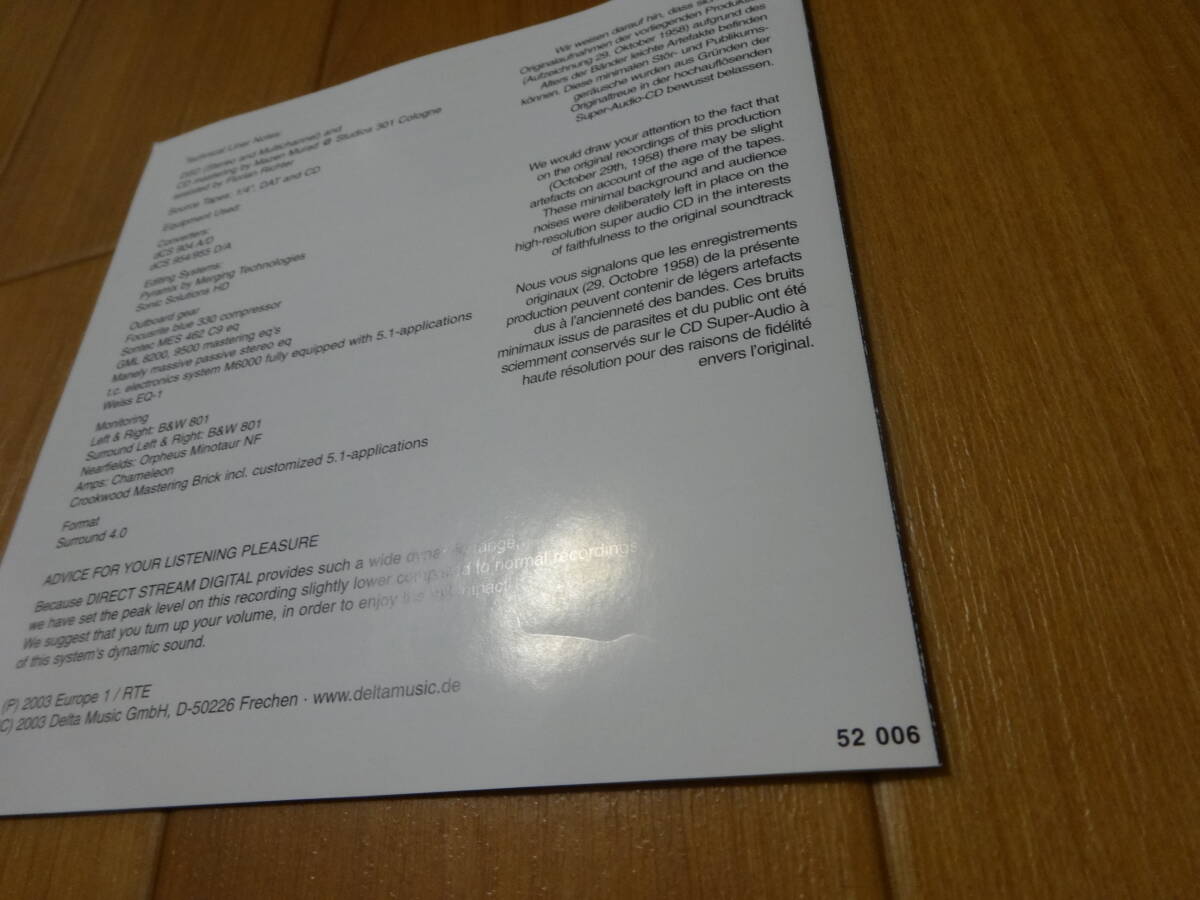 Technical Liner Notes:
DSD (Stereo and Multichannel) and
CD mastering by Mazen Murad @ Studios 301 Cologne
assisted by Florian Richter
Source Tapes: 1/4", DAT and CD
Equipment Used:
Converters:
dCS 904 A/D
dCS 954/955 D/A
Editing Systems:
Pyramix by Merging Technologies
Sonic Solutions HD
Outboard gear
Focusrite blue 330 compressor
Sontec MES 462 C9 eq
GML 8200, 9500 mastering eq's
Manely massive passive stereo eq
t.c. electronics system M6000 fully equipped with 5.1-applications
Weiss EQ-1
Monitoring
Left & Right: B&W 801
Surround Left & Right: B&W 801
Nearfields: Orpheus Minotaur NF
Amps: Chameleon
Crookwood Mastering Brick incl. customized 5.1-applications
Format
Surround 4.0
ADVICE FOR YOUR LISTENING PLEASURE
Because DIRECT STREAM DIGITAL provides such a wide dynamic range,
we have set the peak level on this recording slightly lower compared to normal recordings
We suggest that you turn up your volume, in order to enjoy the impact
of this system's dynamic sound.
(P) 2003 Europe 1 / RTE
(C) 2003 Delta Music GmbH, D-50226 Frechen · www.deltamusic.de
Wir weisen darauf hin, dass
Originalaufnahmen der vorliegenden
(Aufzeichnung 29. Oktober 1958) aufgrund des
Alters der Bänder leichte Artefakte befinden
können. Diese minimalen Stör- und Publikums-
geräusche wurden aus Gründen der
Originaltreue in der hochauflösenden
Super-Audio-CD bewusst belassen.
We would draw your attention to the fact that
on the original recordings of this production
(October 29th, 1958) there may be slight
artefacts on account of the age of the tapes.
These minimal background and audience
noises were deliberately left in place on the
high-resolution super audio CD in the interests
of faithfulness to the original soundtrack
Nous vous signalons que les enregistrements
originaux (29. Octobre 1958) de la présente
production peuvent contenir de légers artefacts
dus à l'ancienneté des bandes. Ces bruits
minimaux issus de parasites et du public ont été
sciemment conservés sur le CD Super-Audio à
haute résolution pour des raisons de fidélité
envers l'original.
52 006